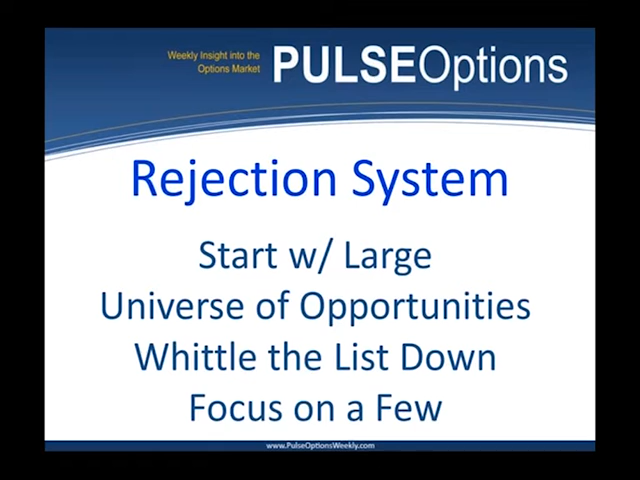 Weekly Insight into the
Options Market
PULSEOptions
Rejection System
Start w/ Large
Universe of Opportunities
Whittle the List Down
Focus on a Few
www.PulseOptionsWeekly.com